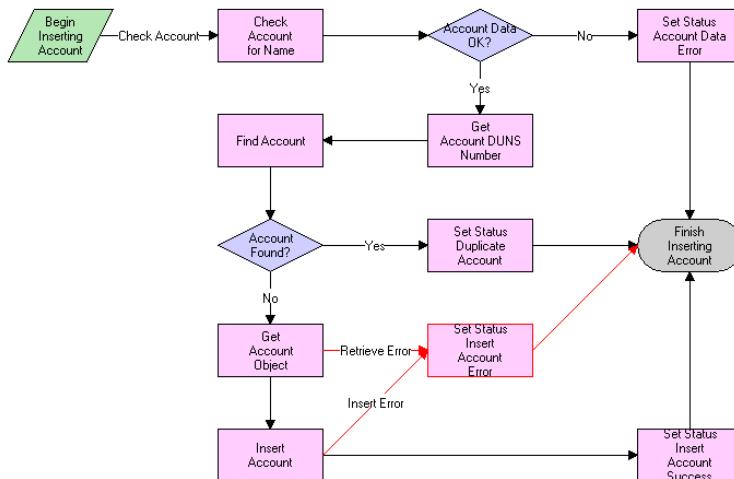 Begin
Inserting
Account
Check Account
Check
Account
for Name
Account Data
OK?
No
Set Status
Account Data
Error
Yes
Find Account
Get
Account DUNS
Number
Account
Found?
Yes
Set Status
Duplicate
Account
Finish
Inserting
Account
No
Get
Account
Object
Retrieve Error
Set Status
Insert
Account
Error
Insert Error
Insert
Account
Set Status
Insert
Account
Success